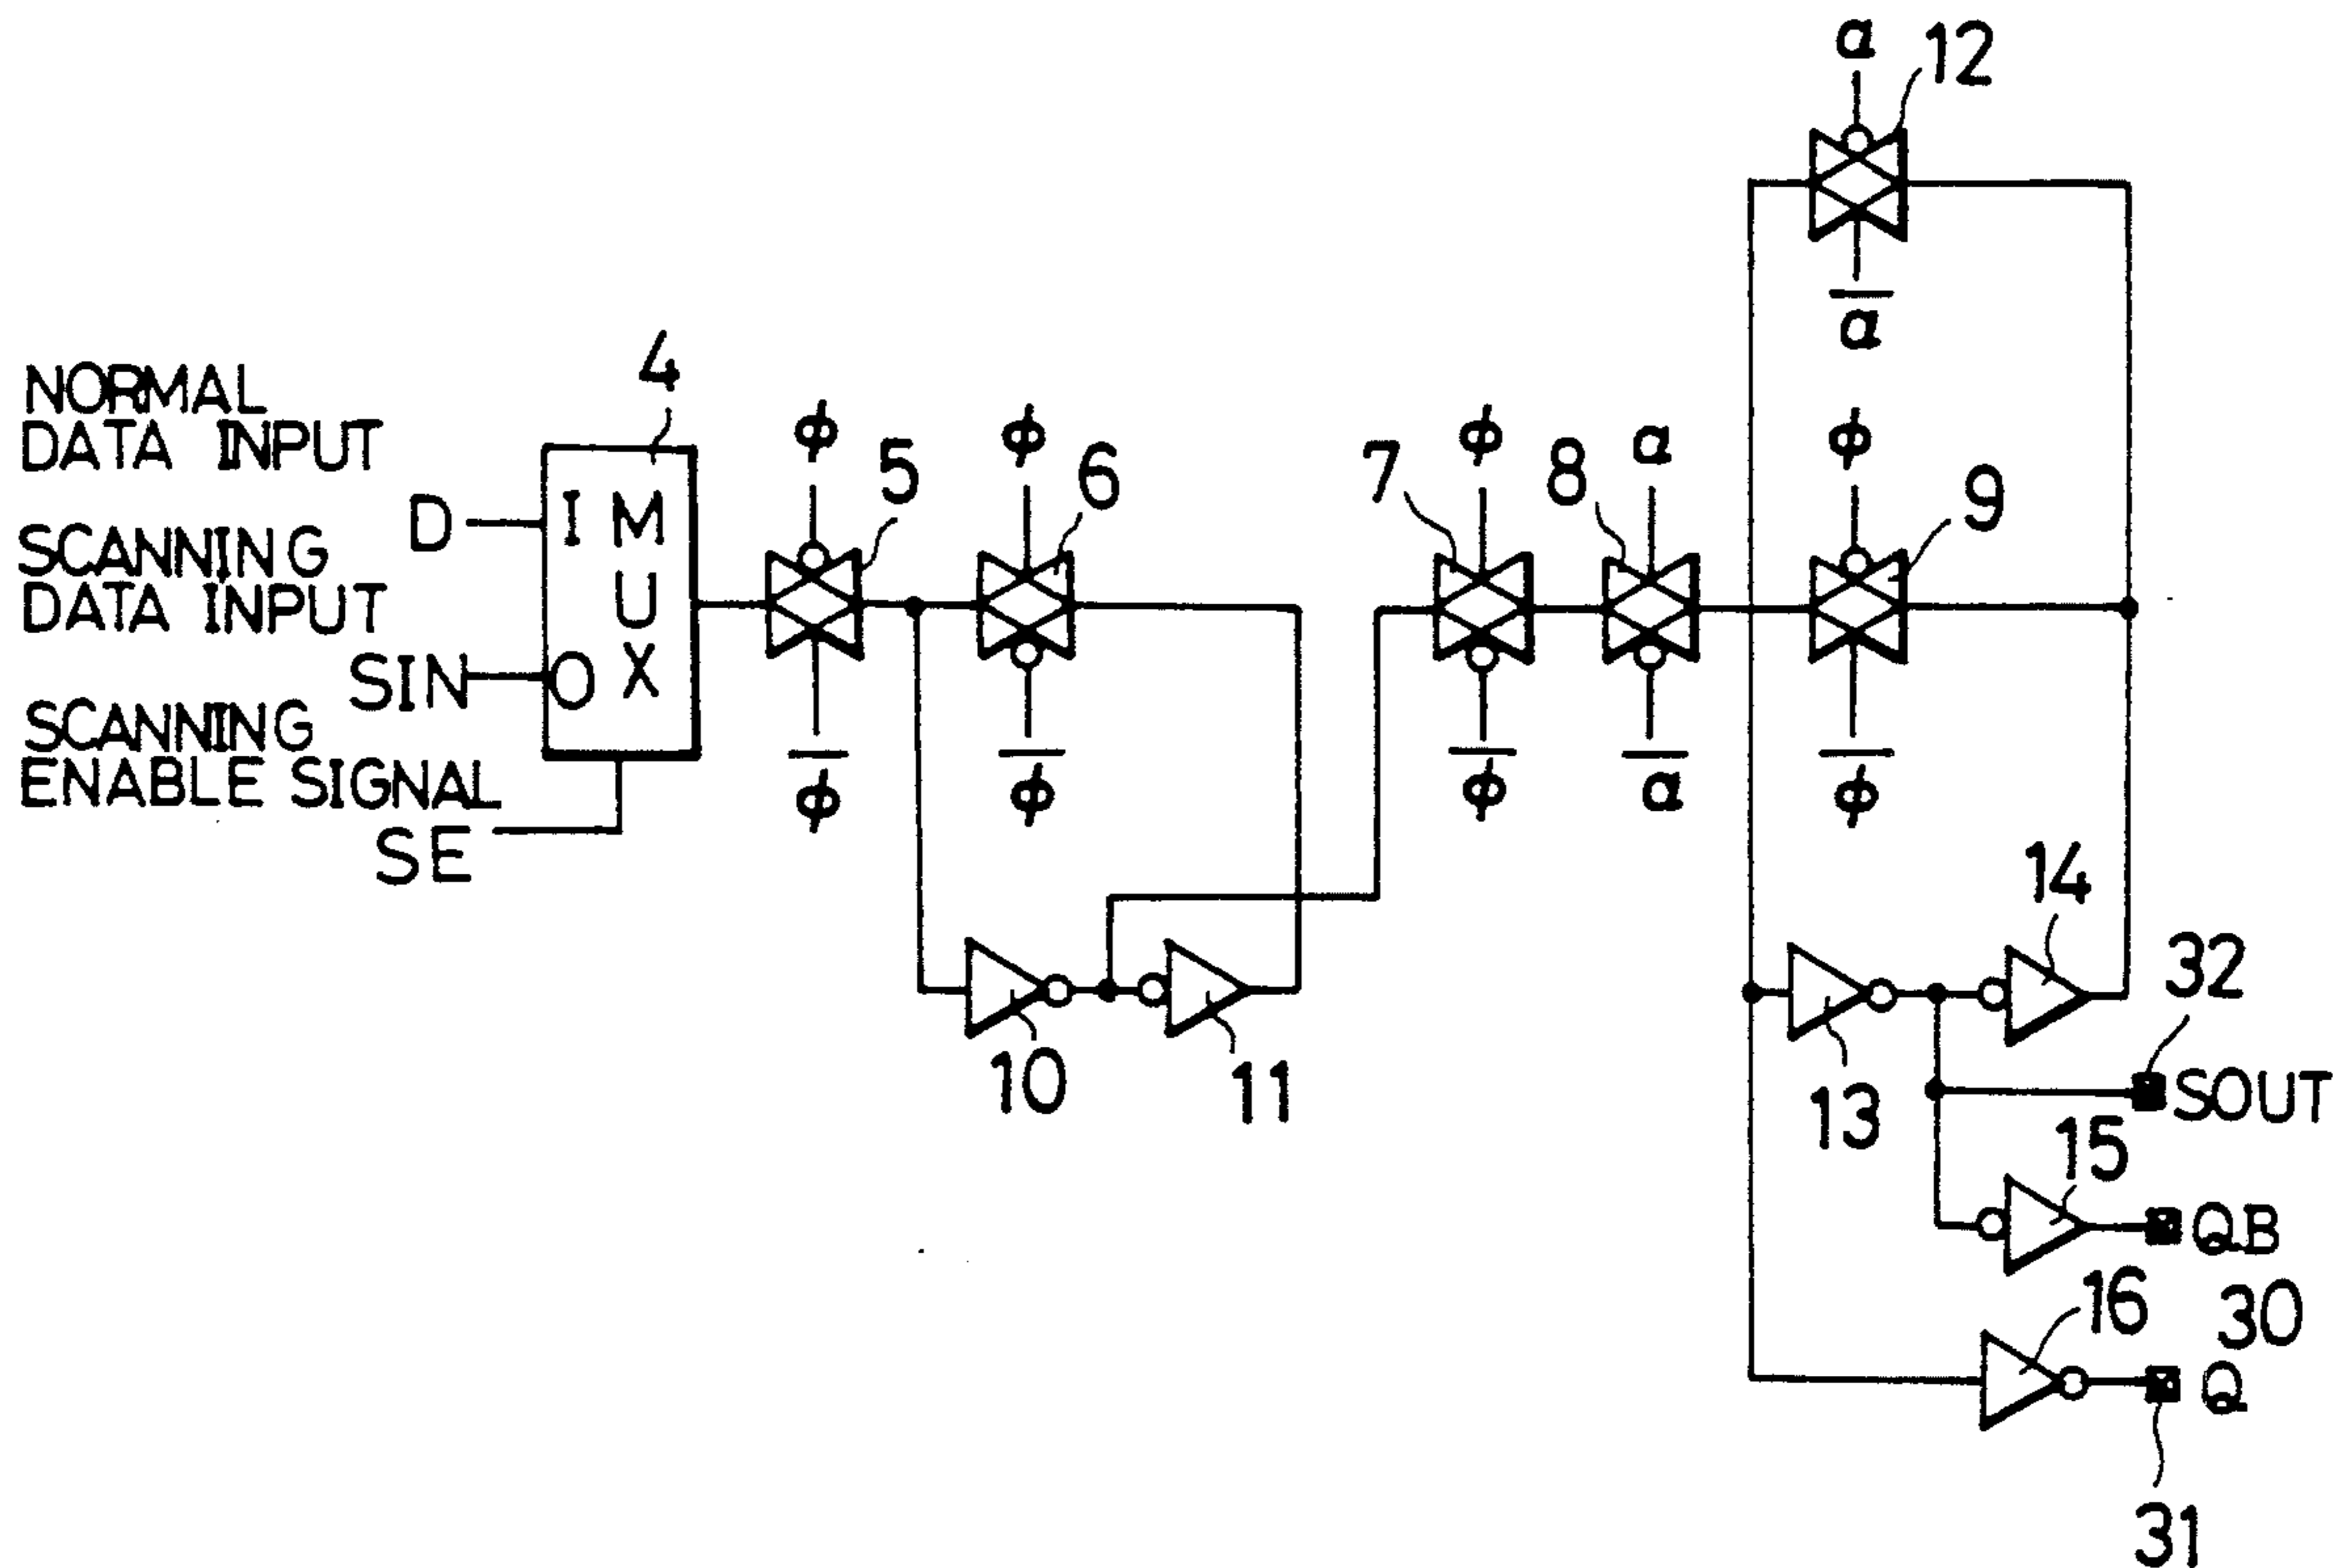 α
12
α̅
4
NORMAL
DATA INPUT
SCANNING
DATA INPUT
SCANNING
ENABLE SIGNAL
D
SIN
SE
I
M
U
X
O
ϕ
5
ϕ̅
ϕ
6
ϕ̅
7
ϕ
ϕ̅
8
α
α̅
ϕ
9
ϕ̅
10
11
13
14
32
SOUT
15
QB
30
16
Q
31